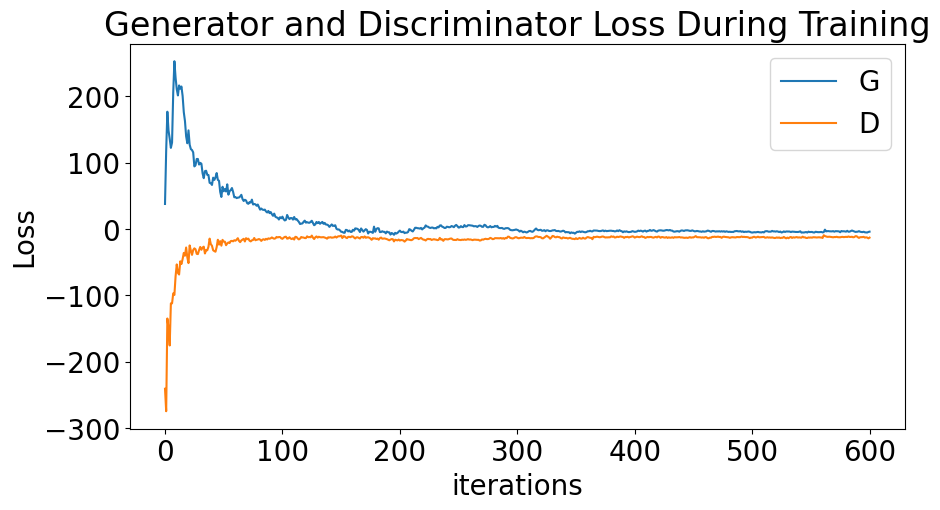 Generator and Discriminator Loss During Training
G
D
Loss
200
100
0
−100
−200
−300
0 100 200 300 400 500 600
iterations